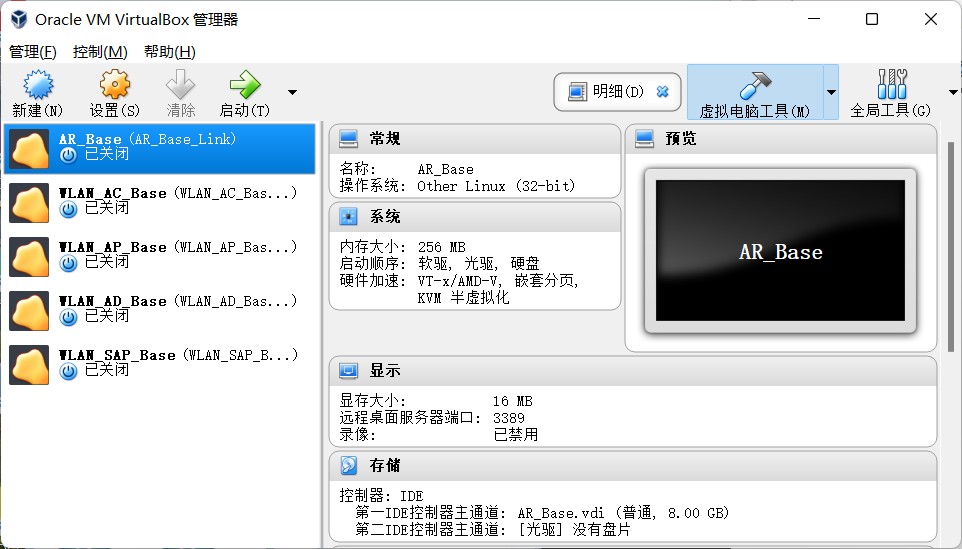 Oracle VM VirtualBox 管理器
管理(F) 控制(M) 帮助(H)
新建(N) 设置(S) 清除 启动(T) 明细(D) 虚拟电脑工具(M) 全局工具(G)
AR_Base (AR_Base_Link)
已关闭
WLAN_AC_Base (WLAN_AC_Bas...)
已关闭
WLAN_AP_Base (WLAN_AP_Bas...)
已关闭
WLAN_AD_Base (WLAN_AD_Bas...)
已关闭
WLAN_SAP_Base (WLAN_SAP_B...)
已关闭
常规
名称: AR_Base
操作系统: Other Linux (32-bit)
系统
内存大小: 256 MB
启动顺序: 软驱, 光驱, 硬盘
硬件加速: VT-x/AMD-V, 嵌套分页,
KVM 半虚拟化
预览
AR_Base
显示
显存大小: 16 MB
远程桌面服务器端口: 3389
录像: 已禁用
存储
控制器: IDE
第一IDE控制器主通道: AR_Base.vdi (普通, 8.00 GB)
第二IDE控制器主通道: [光驱] 没有盘片